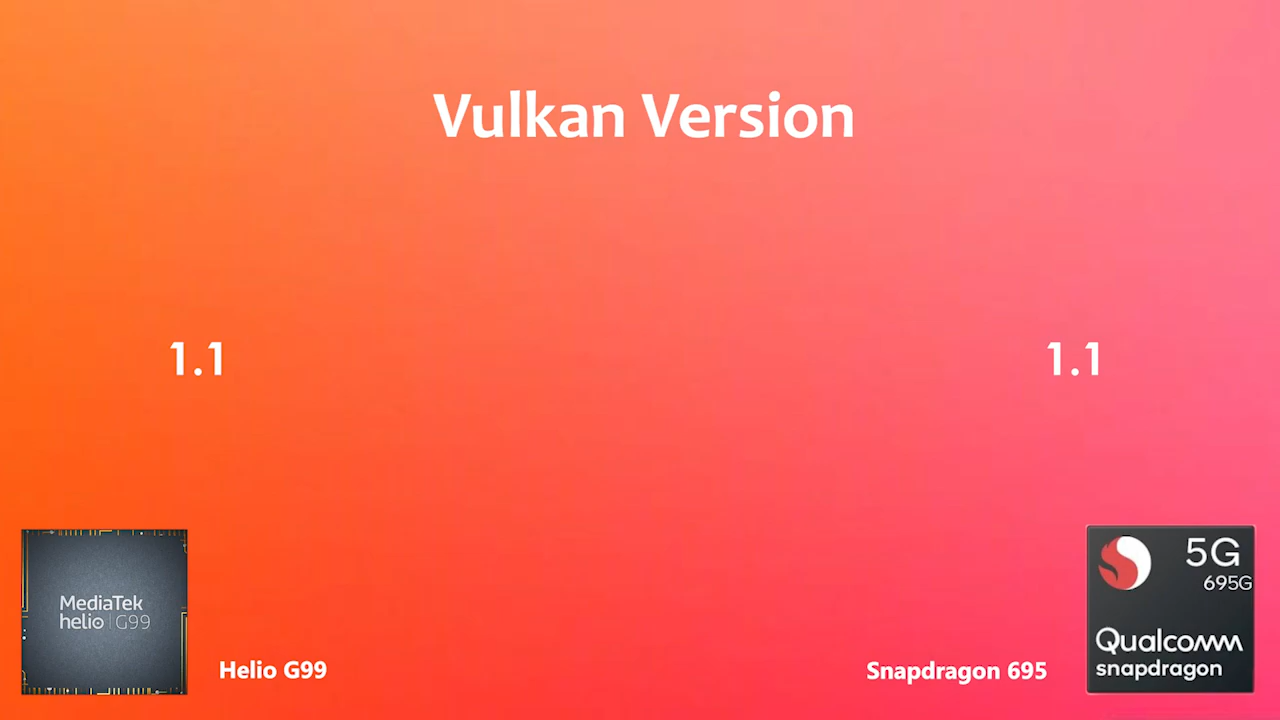 Vulkan Version
1.1
1.1
MediaTek
helio G99
Helio G99
Snapdragon 695
5G
695G
Qualcomm
snapdragon